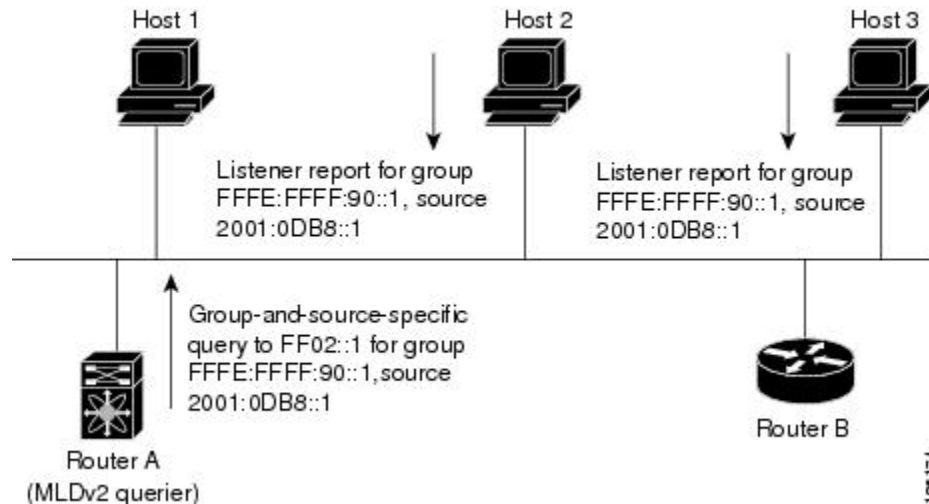 Host 1
Host 2
Host 3
Listener report for group
FFFE:FFFF:90::1, source
2001:0DB8::1
Listener report for group
FFFE:FFFF:90::1, source
2001:0DB8::1
Group-and-source-specific
query to FF02::1 for group
FFFE:FFFF:90::1,source
2001:0DB8::1
Router A
(MLDv2 querier)
Router B